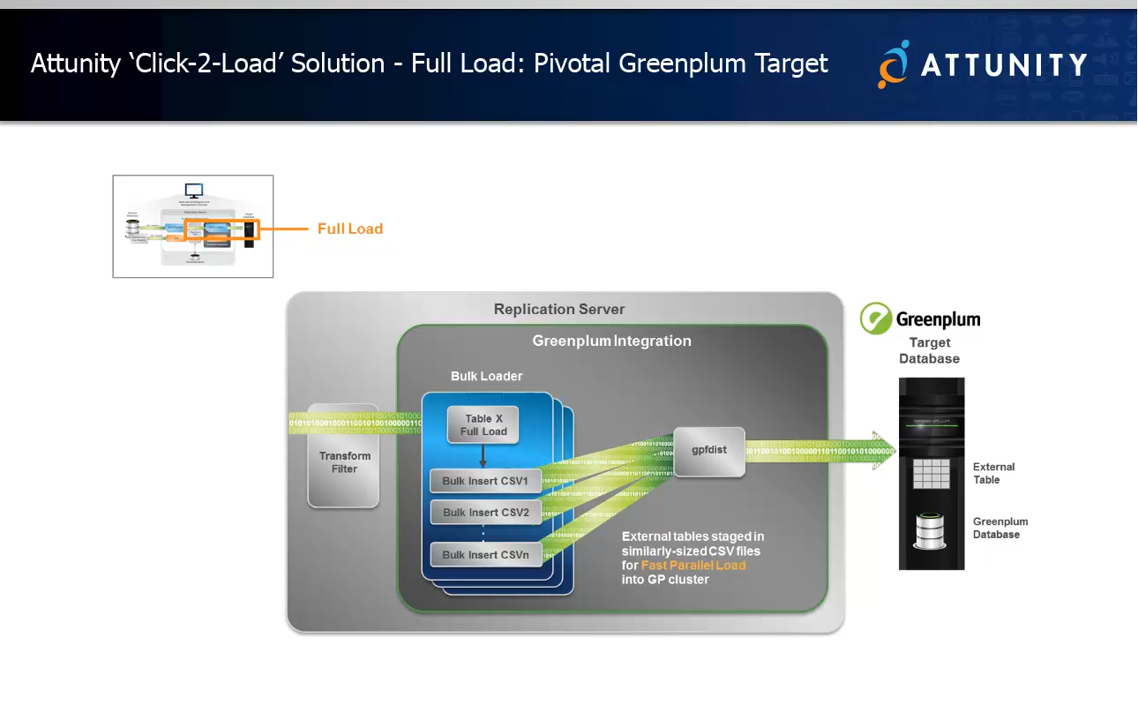 Attunity ‘Click-2-Load’ Solution - Full Load: Pivotal Greenplum Target
ATTUNITY
Full Load
Replication Server
Greenplum Integration
Bulk Loader
Table X
Full Load
Transform
Filter
Bulk Insert CSV1
Bulk Insert CSV2
Bulk Insert CSVn
gpfdist
External tables staged in
similarly-sized CSV files
for Fast Parallel Load
into GP cluster
Greenplum
Target
Database
External
Table
Greenplum
Database